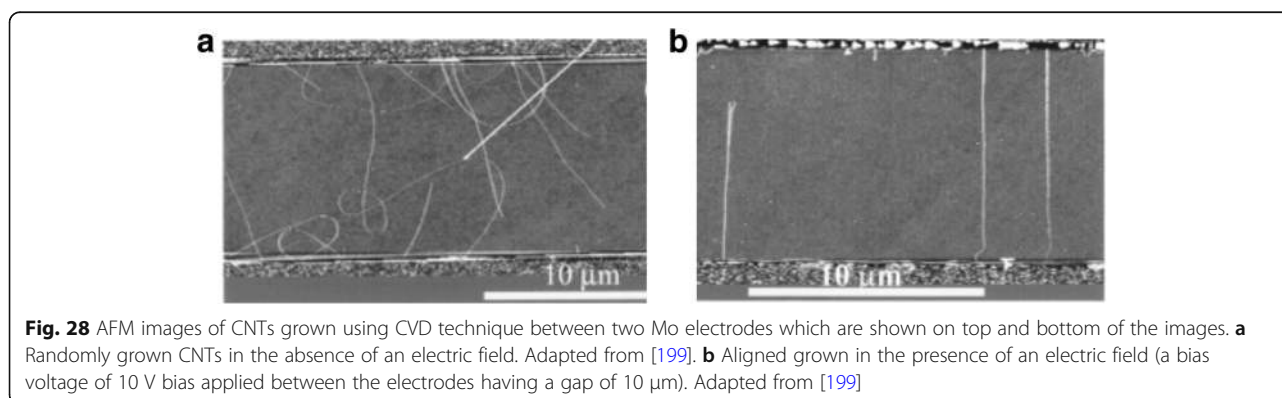 a
b
10 μm
10 μm
Fig. 28 AFM images of CNTs grown using CVD technique between two Mo electrodes which are shown on top and bottom of the images. a
Randomly grown CNTs in the absence of an electric field. Adapted from [199]. b Aligned grown in the presence of an electric field (a bias
voltage of 10 V bias applied between the electrodes having a gap of 10 μm). Adapted from [199]